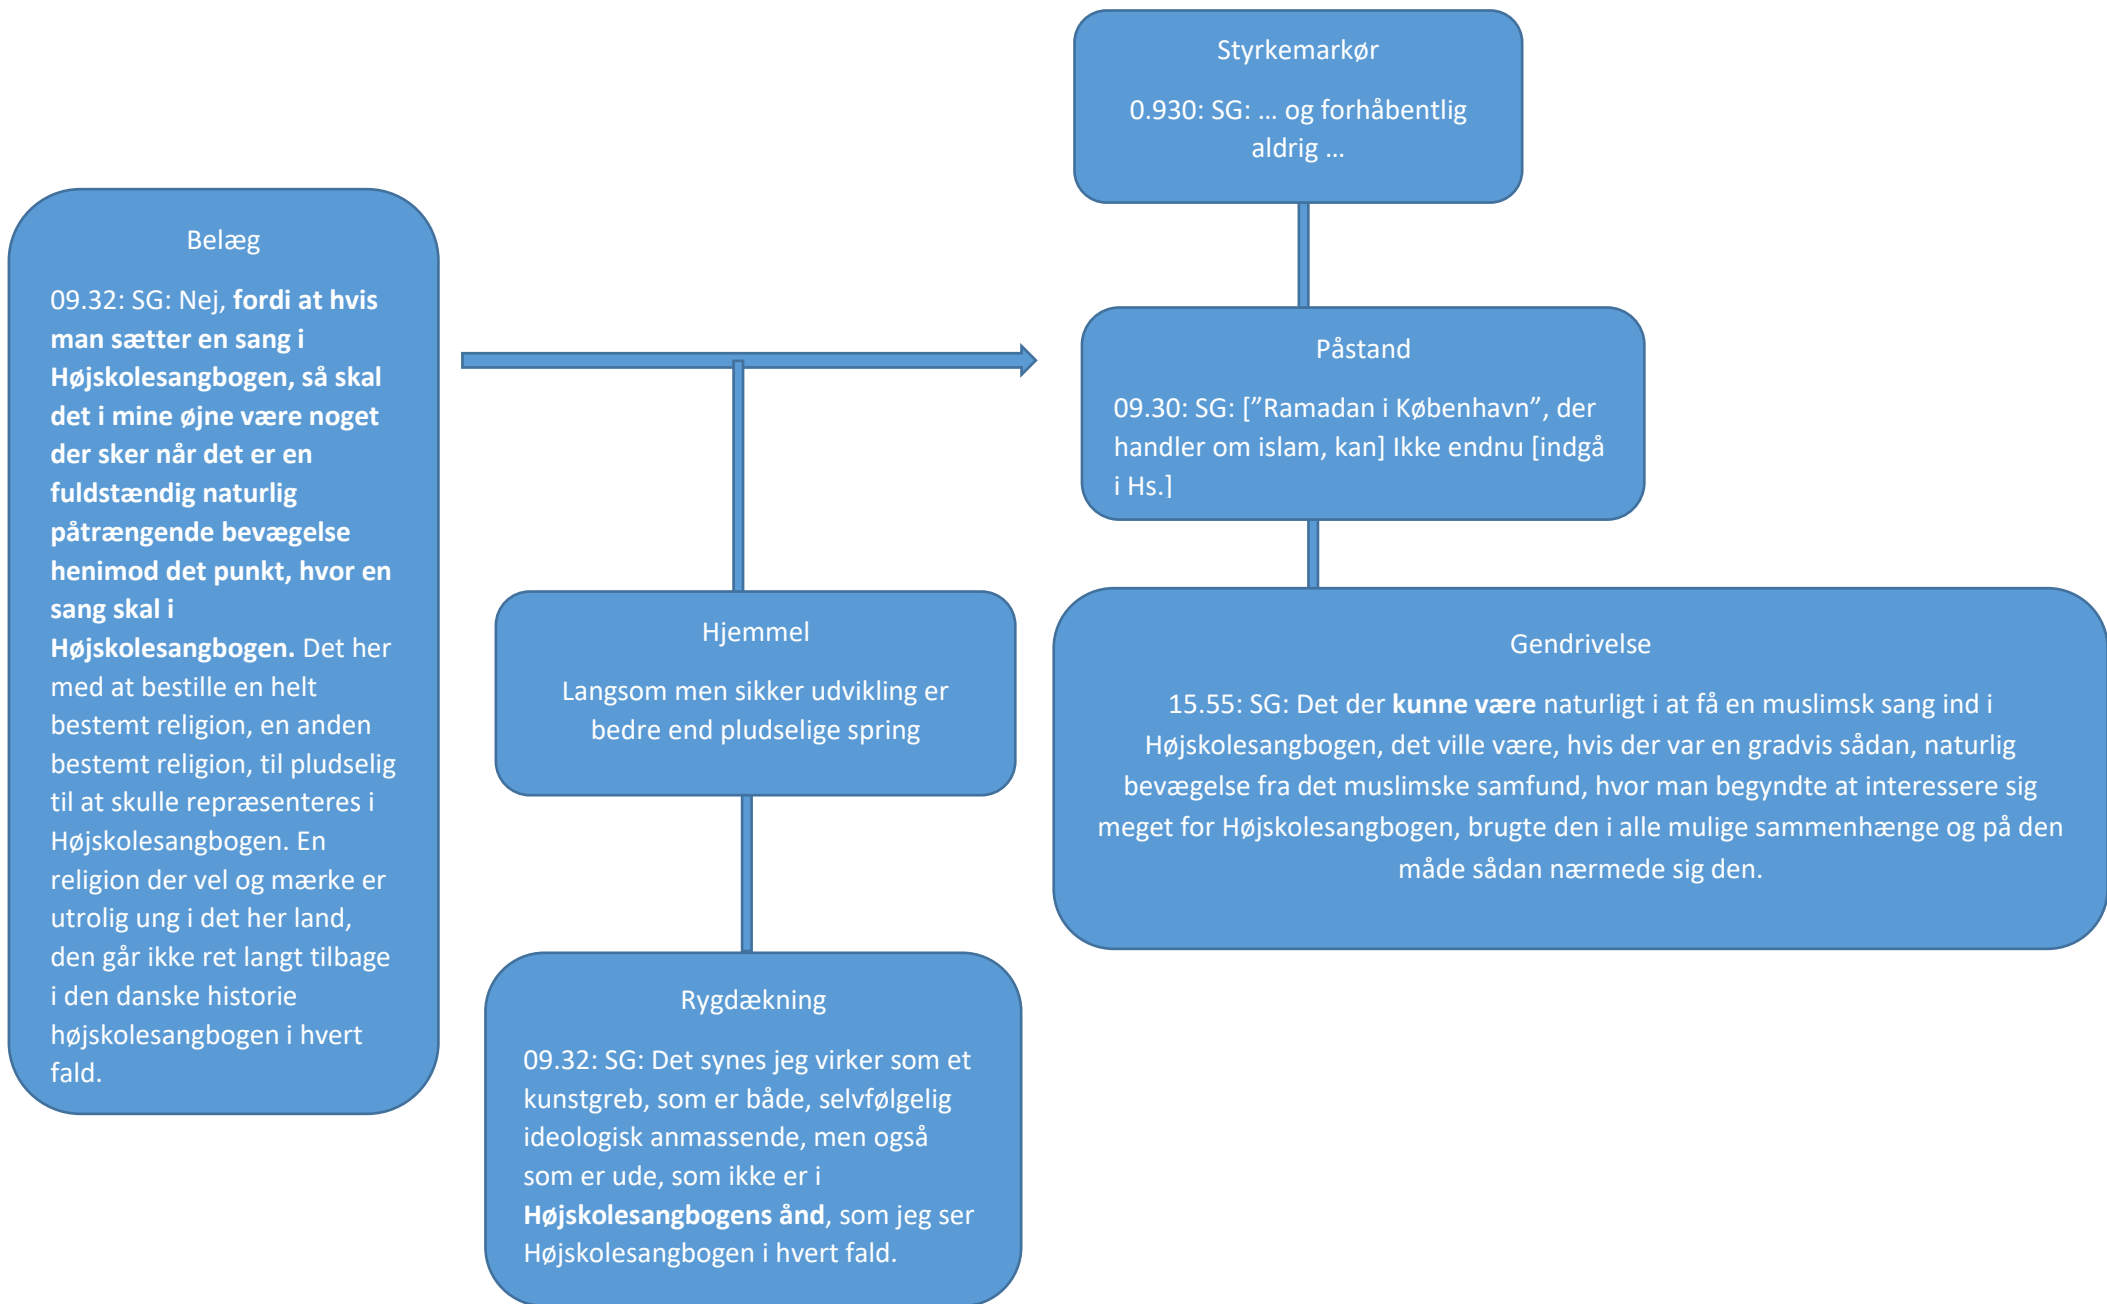 Styrkemarkør
0.930: SG: … og forhåbentlig
aldrig …
Belæg
09.32: SG: Nej, fordi at hvis
man sætter en sang i
Højskolesangbogen, så skal
det i mine øjne være noget
der sker når det er en
fuldstændig naturlig
påtrængende bevægelse
henimod det punkt, hvor en
sang skal i
Højskolesangbogen. Det her
med at bestille en helt
bestemt religion, en anden
bestemt religion, til pludselig
til at skulle repræsenteres i
Højskolesangbogen. En
religion der vel og mærke er
utrolig ung i det her land,
den går ikke ret langt tilbage
i den danske historie
højskolesangbogen i hvert
fald.
Påstand
09.30: SG: [”Ramadan i København”, der
handler om islam, kan] Ikke endnu [indgå
i Hs.]
Hjemmel
Langsom men sikker udvikling er
bedre end pludselige spring
Gendrivelse
15.55: SG: Det der kunne være naturligt i at få en muslimsk sang ind i
Højskolesangbogen, det ville være, hvis der var en gradvis sådan, naturlig
bevægelse fra det muslimske samfund, hvor man begyndte at interessere sig
meget for Højskolesangbogen, brugte den i alle mulige sammenhænge og på den
måde sådan nærmede sig den.
Rygdækning
09.32: SG: Det synes jeg virker som et
kunstgreb, som er både, selvfølgelig
ideologisk anmassende, men også
som er ude, som ikke er i
Højskolesangbogens ånd, som jeg ser
Højskolesangbogen i hvert fald.